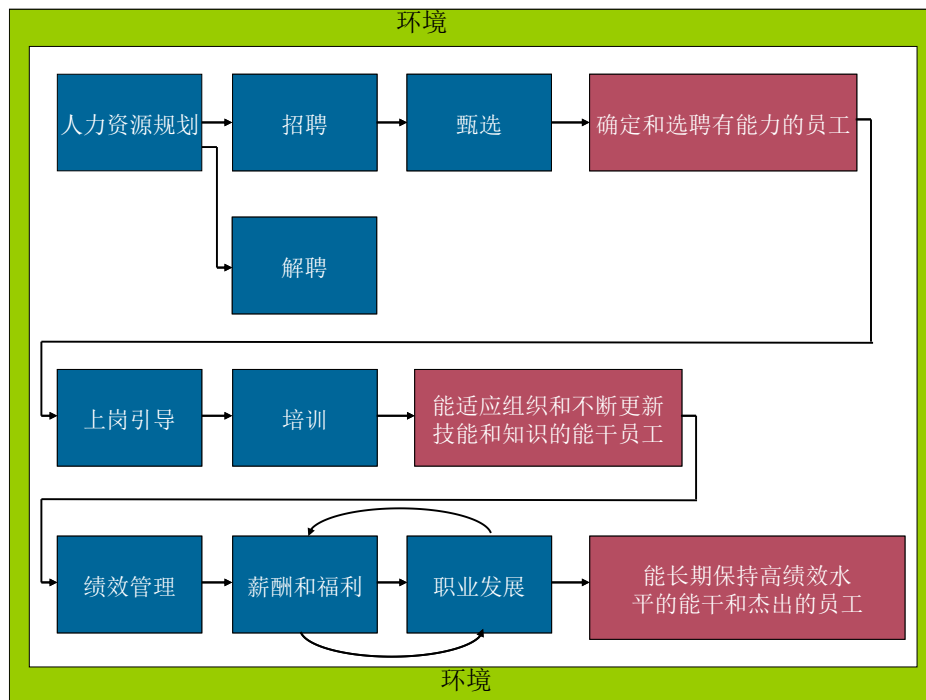 环境
人力资源规划
招聘
甄选
确定和选聘有能力的员工
解聘
上岗引导
培训
能适应组织和不断更新
技能和知识的能干员工
绩效管理
薪酬和福利
职业发展
能长期保持高绩效水
平的能干和杰出的员工
环境